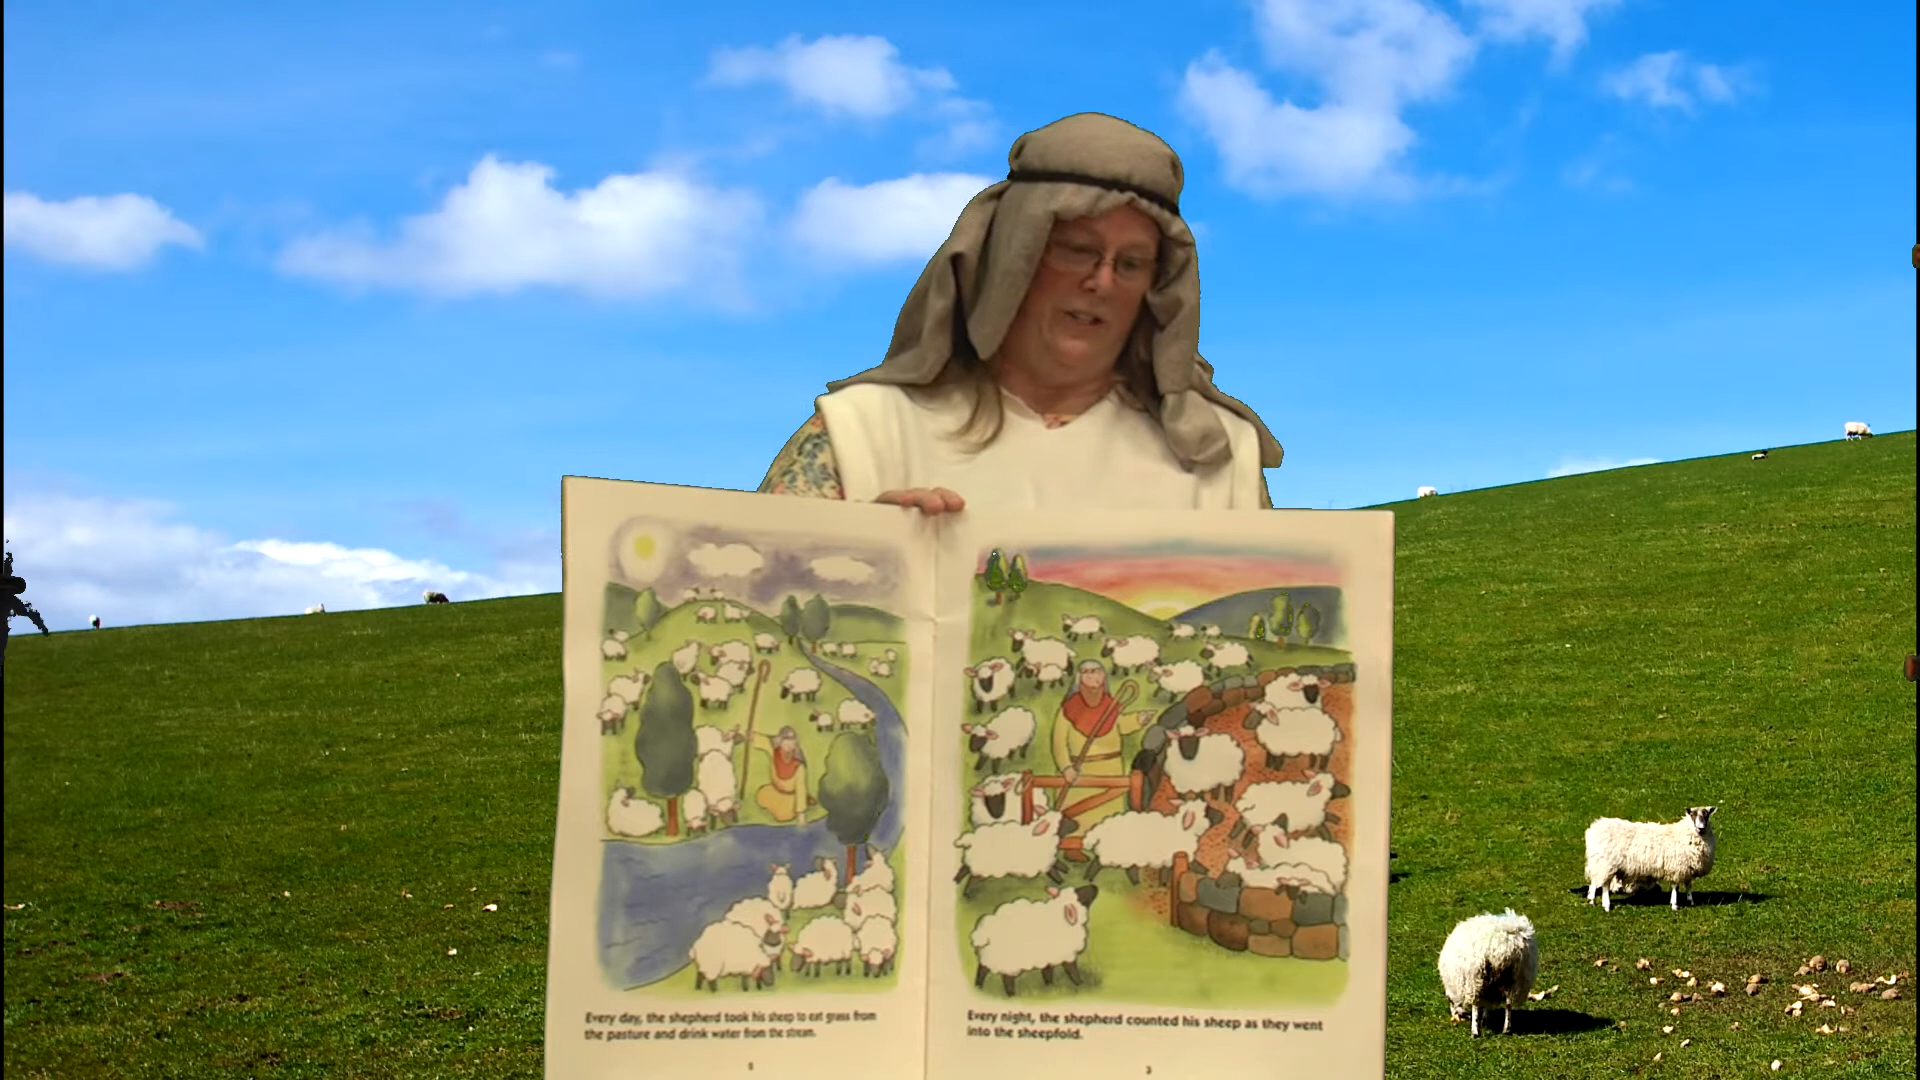 Every day, the shepherd took his sheep to eat grass from
the pasture and drink water from the stream.
Every night, the shepherd counted his sheep as they went
into the sheepfold.
3